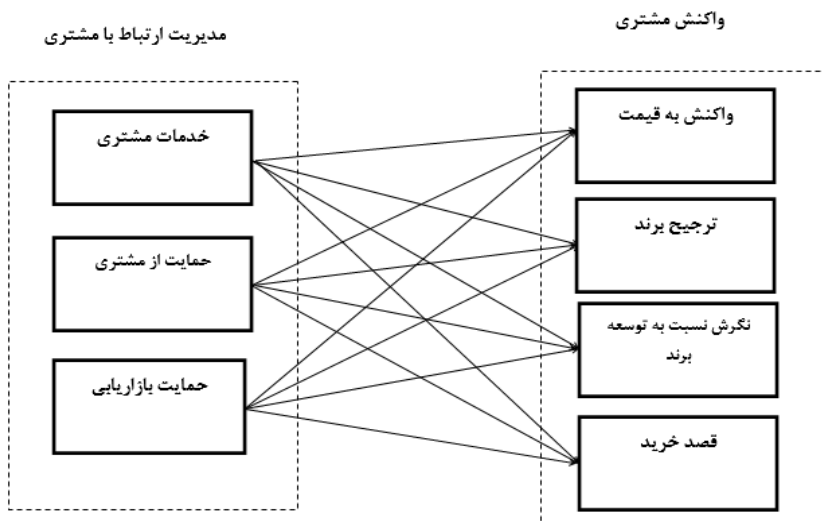 واکنش مشتری
مدیریت ارتباط با مشتری
واکنش به قیمت
ترجیح برند
نگرش نسبت به توسعه
برند
قصد خرید
خدمات مشتری
حمایت از مشتری
حمایت بازاریابی